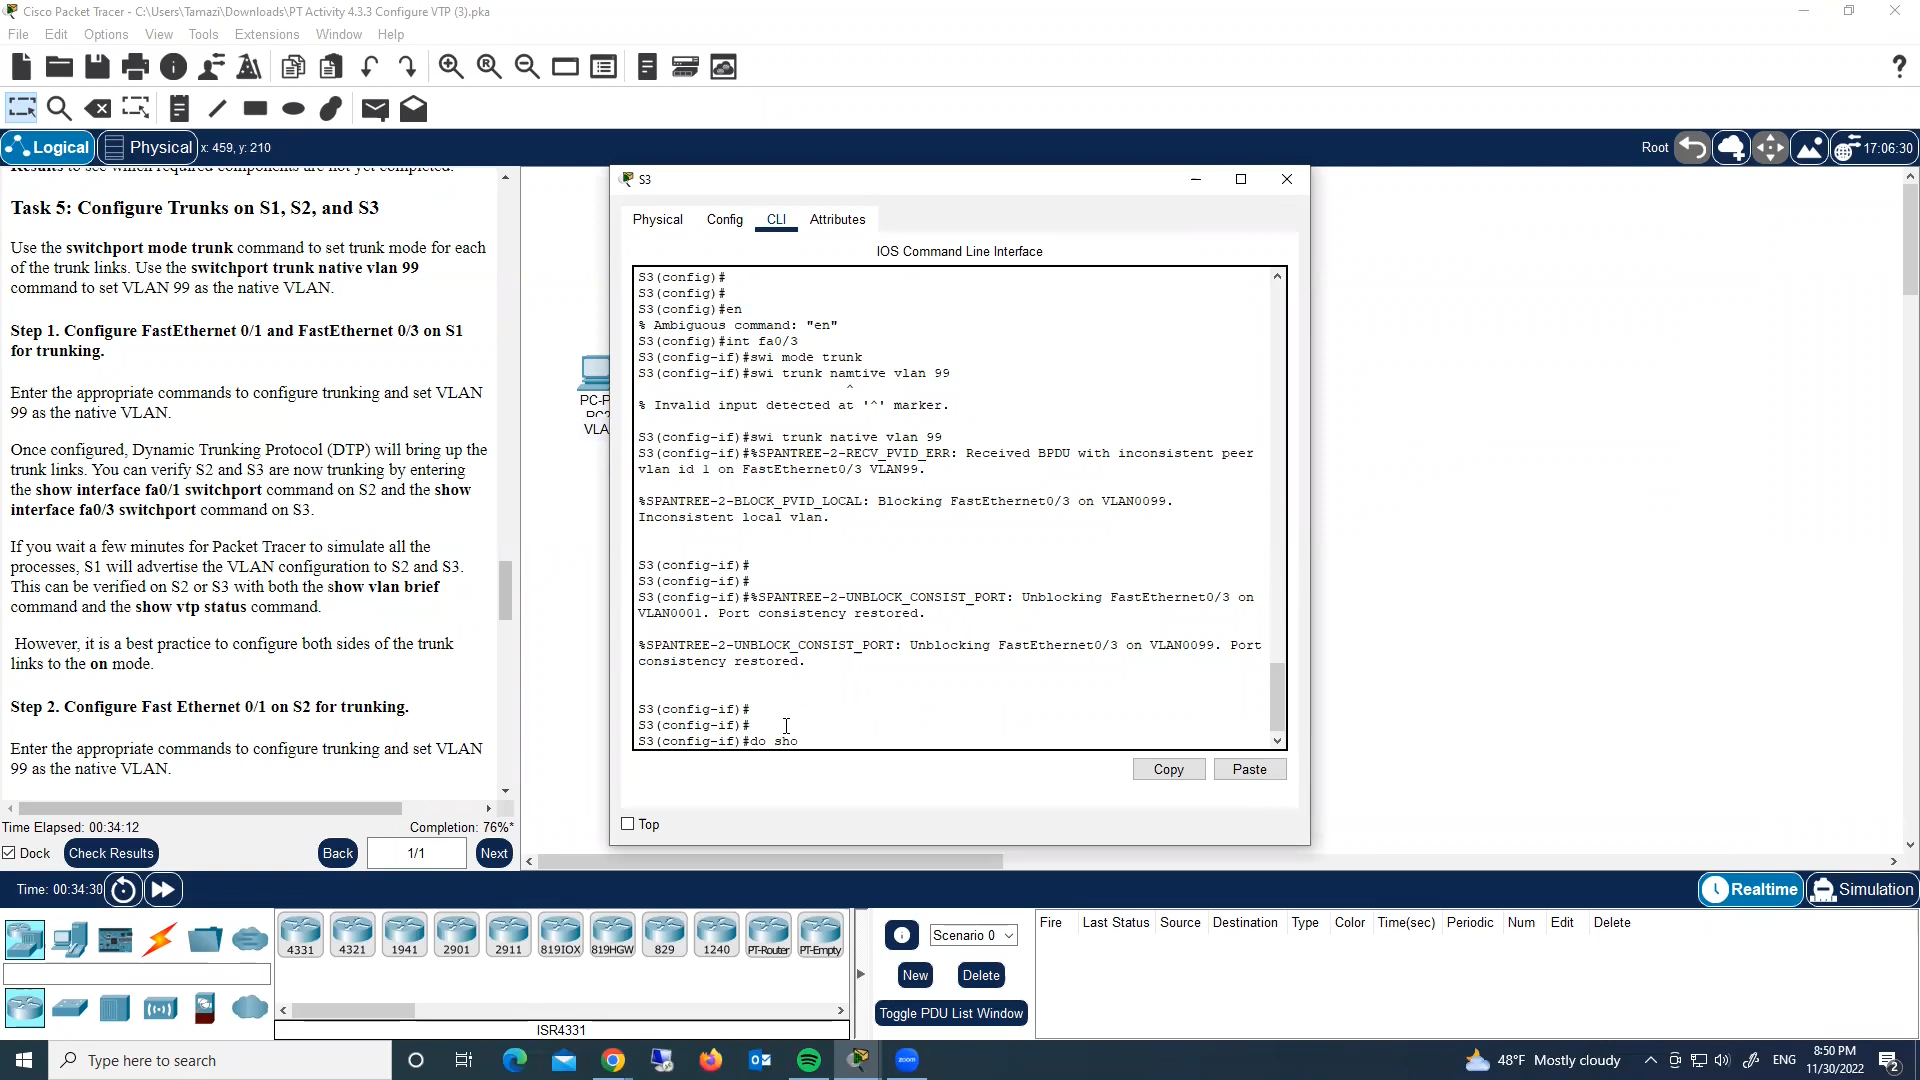 Cisco Packet Tracer - C:\Users\Tamazi\Downloads\PT Activity 4.3.3 Configure VTP (3).pka
File Edit Options View Tools Extensions Window Help
Logical Physical x: 459, y: 210 Root 17:06:30
Results to see which required components are not yet completed.
Task 5: Configure Trunks on S1, S2, and S3
Use the switchport mode trunk command to set trunk mode for each
of the trunk links. Use the switchport trunk native vlan 99
command to set VLAN 99 as the native VLAN.
Step 1. Configure FastEthernet 0/1 and FastEthernet 0/3 on S1
for trunking.
Enter the appropriate commands to configure trunking and set VLAN
99 as the native VLAN.
Once configured, Dynamic Trunking Protocol (DTP) will bring up the
trunk links. You can verify S2 and S3 are now trunking by entering
the show interface fa0/1 switchport command on S2 and the show
interface fa0/3 switchport command on S3.
If you wait a few minutes for Packet Tracer to simulate all the
processes, S1 will advertise the VLAN configuration to S2 and S3.
This can be verified on S2 or S3 with both the show vlan brief
command and the show vtp status command.
However, it is a best practice to configure both sides of the trunk
links to the on mode.
Step 2. Configure Fast Ethernet 0/1 on S2 for trunking.
Enter the appropriate commands to configure trunking and set VLAN
99 as the native VLAN.
Time Elapsed: 00:34:12 Completion: 76%*
Dock Check Results Back 1/1 Next
PC-P
VLA
S3
Physical Config CLI Attributes
IOS Command Line Interface
S3(config)#
S3(config)#
S3(config)#en
% Ambiguous command: "en"
S3(config)#int fa0/3
S3(config-if)#swi mode trunk
S3(config-if)#swi trunk namtive vlan 99
^
% Invalid input detected at '^' marker.
S3(config-if)#swi trunk native vlan 99
S3(config-if)#%SPANTREE-2-RECV_PVID_ERR: Received BPDU with inconsistent peer
vlan id 1 on FastEthernet0/3 VLAN99.
%SPANTREE-2-BLOCK_PVID_LOCAL: Blocking FastEthernet0/3 on VLAN0099.
Inconsistent local vlan.
S3(config-if)#
S3(config-if)#
S3(config-if)#%SPANTREE-2-UNBLOCK_CONSIST_PORT: Unblocking FastEthernet0/3 on
VLAN0001. Port consistency restored.
%SPANTREE-2-UNBLOCK_CONSIST_PORT: Unblocking FastEthernet0/3 on VLAN0099. Port
consistency restored.
S3(config-if)#
S3(config-if)#
S3(config-if)#do sho
Copy Paste
Top
Time: 00:34:30 Realtime Simulation
4331 4321 1941 2901 2911 819IOX 819HGW 829 1240 PT-Router PT-Empty
ISR4331
Scenario 0
New Delete
Toggle PDU List Window
Fire Last Status Source Destination Type Color Time(sec) Periodic Num Edit Delete
Type here to search
zoom
48°F Mostly cloudy ENG
8:50 PM
11/30/2022
2